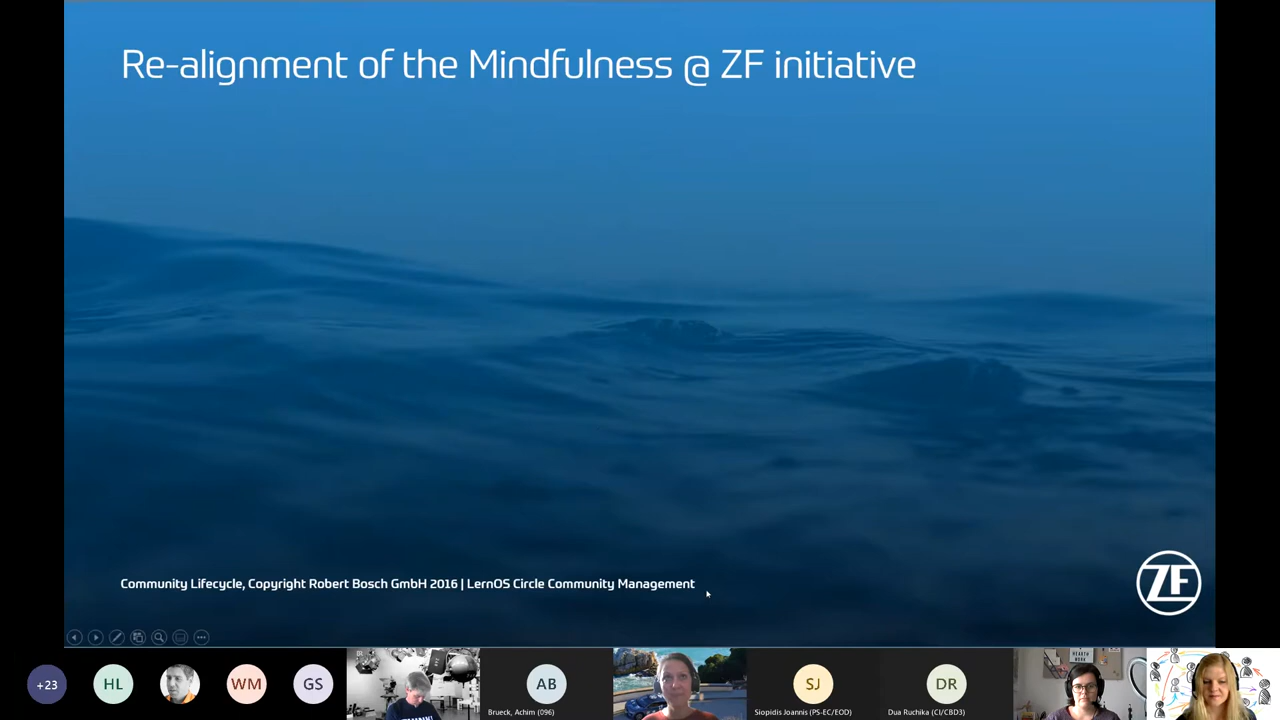 Re-alignment of the Mindfulness @ ZF initiative
Community Lifecycle, Copyright Robert Bosch GmbH 2016 | LernOS Circle Community Management
ZF
+23
HL
WM
GS
AB
Brueck, Achim (096)
SJ
Siopidis Joannis (PS-EC/EOD)
DR
Dua Ruchika (CI/CBD3)